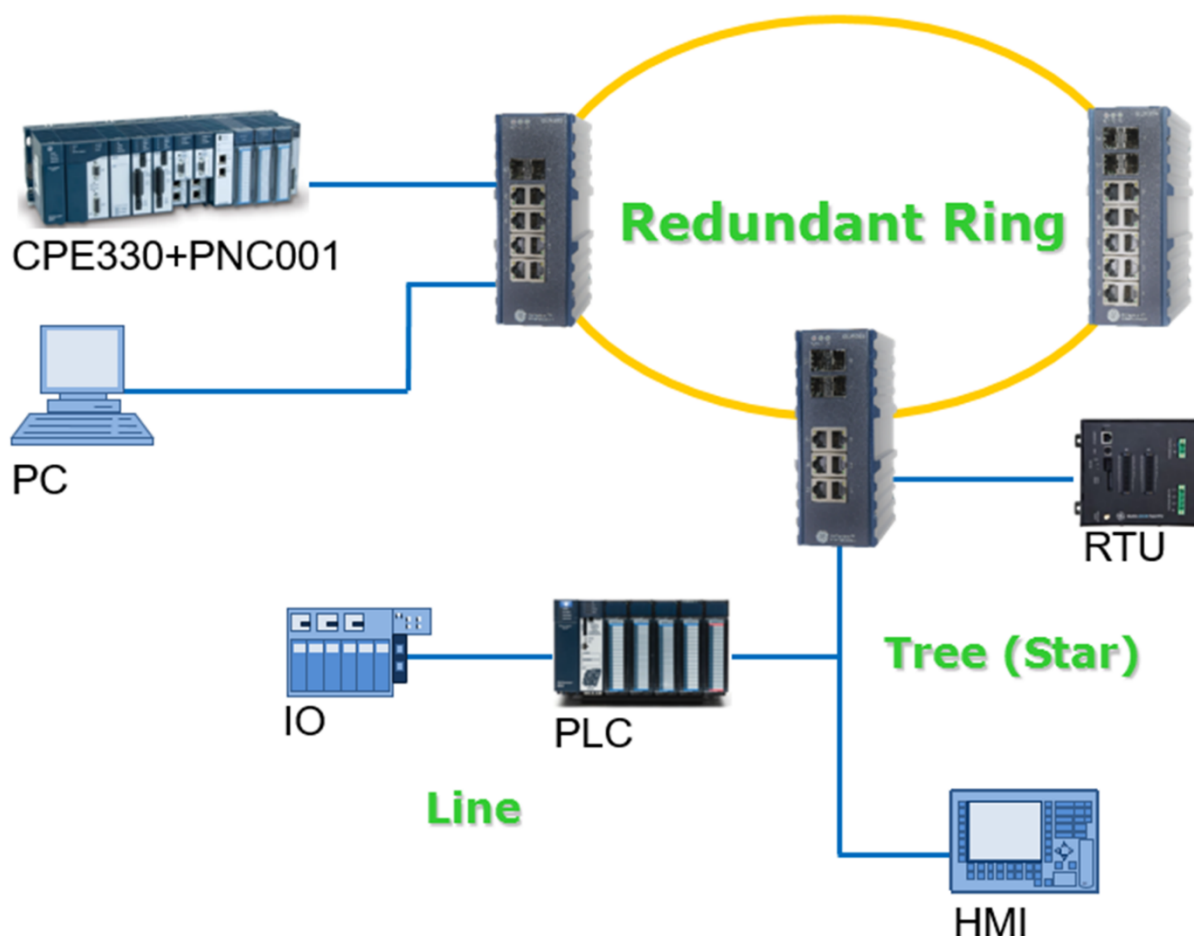 Redundant Ring
CPE330+PNC001
PC
RTU
Tree (Star)
IO
PLC
Line
HMI